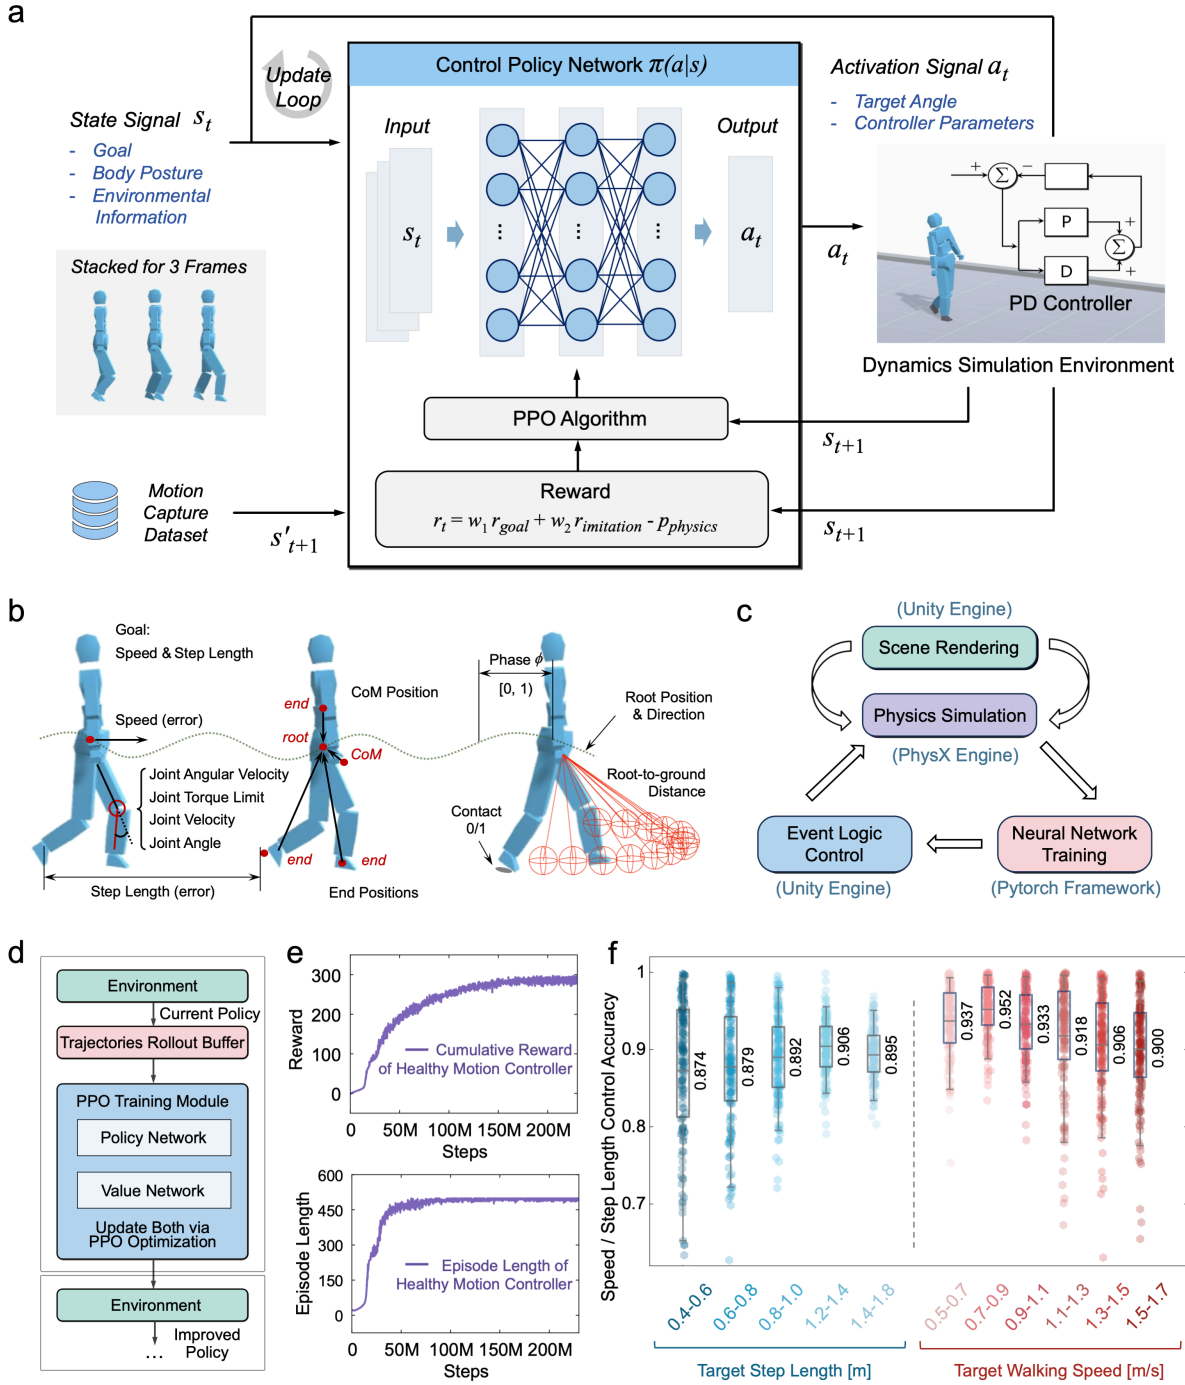 a
Update
Loop
State Signal s_t
- Goal
- Body Posture
- Environmental
Information
Stacked for 3 Frames
Motion
Capture
Dataset
s'_{t+1}
Control Policy Network π(a|s)
Input
Output
s_t
a_t
PPO Algorithm
Reward
r_t = w_1 r_{goal} + w_2 r_{imitation} - p_{physics}
Activation Signal a_t
- Target Angle
- Controller Parameters
a_t
+
Σ
−
P
+
Σ
D
+
PD Controller
Dynamics Simulation Environment
s_{t+1}
s_{t+1}
b
Goal:
Speed & Step Length
Speed (error)
Joint Angular Velocity
Joint Torque Limit
Joint Velocity
Joint Angle
Step Length (error)
end
CoM Position
root
CoM
end
end
End Positions
Phase ϕ
[0, 1)
Root Position
& Direction
Root-to-ground
Distance
Contact
0/1
c
(Unity Engine)
Scene Rendering
Physics Simulation
(PhysX Engine)
Event Logic
Control
(Unity Engine)
Neural Network
Training
(Pytorch Framework)
d
Environment
Current Policy
Trajectories Rollout Buffer
PPO Training Module
Policy Network
Value Network
Update Both via
PPO Optimization
Environment
Improved
Policy
...
e
Reward
300
200
100
0
Cumulative Reward
of Healthy Motion Controller
0 50M 100M 150M 200M
Steps
Episode Length
600
450
300
150
0
Episode Length of
Healthy Motion Controller
0 50M 100M 150M 200M
Steps
f
Speed / Step Length Control Accuracy
1
0.9
0.8
0.7
0.874
0.879
0.892
0.906
0.895
0.937
0.952
0.933
0.918
0.906
0.900
0.4-0.6
0.6-0.8
0.8-1.0
1.2-1.4
1.4-1.8
0.5-0.7
0.7-0.9
0.9-1.1
1.1-1.3
1.3-1.5
1.5-1.7
Target Step Length [m]
Target Walking Speed [m/s]